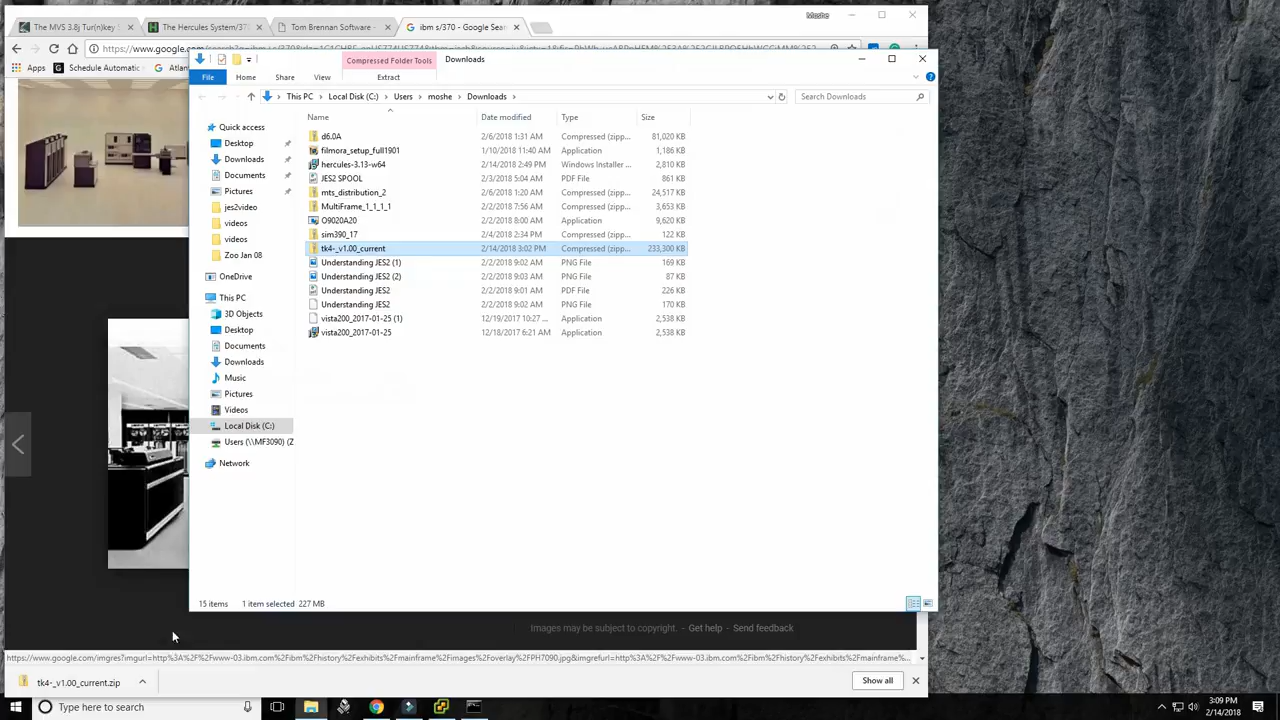 The MVS 3.8j Tur(n)key S
The Hercules System/370
Tom Brennan Software -
ibm s/370 - Google Sear
Moshe
https://www.google.com/
Apps
Schedule Automatic
Atlan
Compressed Folder Tools
Downloads
File
Home
Share
View
Extract
This PC
Local Disk (C:)
Users
moshe
Downloads
Search Downloads
Name
Date modified
Type
Size
Quick access
Desktop
Downloads
Documents
Pictures
jes2video
videos
videos
Zoo Jan 08
OneDrive
This PC
3D Objects
Desktop
Documents
Downloads
Music
Pictures
Videos
Local Disk (C:)
Users (\\MF3090) (Z
Network
d6.0A 2/6/2018 1:31 AM Compressed (zipp... 81,020 KB
filmora_setup_full1901 1/10/2018 11:40 AM Application 1,186 KB
hercules-3.13-w64 2/14/2018 2:49 PM Windows Installer ... 2,810 KB
JES2 SPOOL 2/3/2018 5:04 AM PDF File 861 KB
mts_distribution_2 2/6/2018 1:20 AM Compressed (zipp... 24,517 KB
MultiFrame_1_1_1_1 2/2/2018 7:56 AM Compressed (zipp... 3,653 KB
O9020A20 2/2/2018 8:00 AM Application 9,620 KB
sim390_17 2/4/2018 2:34 PM Compressed (zipp... 122 KB
tk4-_v1.00_current 2/14/2018 3:02 PM Compressed (zipp... 233,300 KB
Understanding JES2 (1) 2/2/2018 9:02 AM PNG File 169 KB
Understanding JES2 (2) 2/2/2018 9:03 AM PNG File 87 KB
Understanding JES2 2/2/2018 9:01 AM PDF File 226 KB
Understanding JES2 2/2/2018 9:02 AM PNG File 170 KB
vista200_2017-01-25 (1) 12/19/2017 10:27 ... Application 2,538 KB
vista200_2017-01-25 12/18/2017 6:21 AM Application 2,538 KB
15 items
1 item selected 227 MB
Images may be subject to copyright. - Get help - Send feedback
https://www.google.com/imgres?imgurl=http%3A%2F%2Fwww-03.ibm.com%2Fibm%2Fhistory%2Fexhibits%2Fmainframe%2Fimages%2Foverlay%2FPH7090.jpg&imgrefurl=http%3A%2F%2Fwww-03.ibm.com%2Fibm%2Fhistory%2Fexhibits%2Fmainframe%...
tk4-_v1.00_current.zip
Show all
Type here to search
3:09 PM
2/14/2018